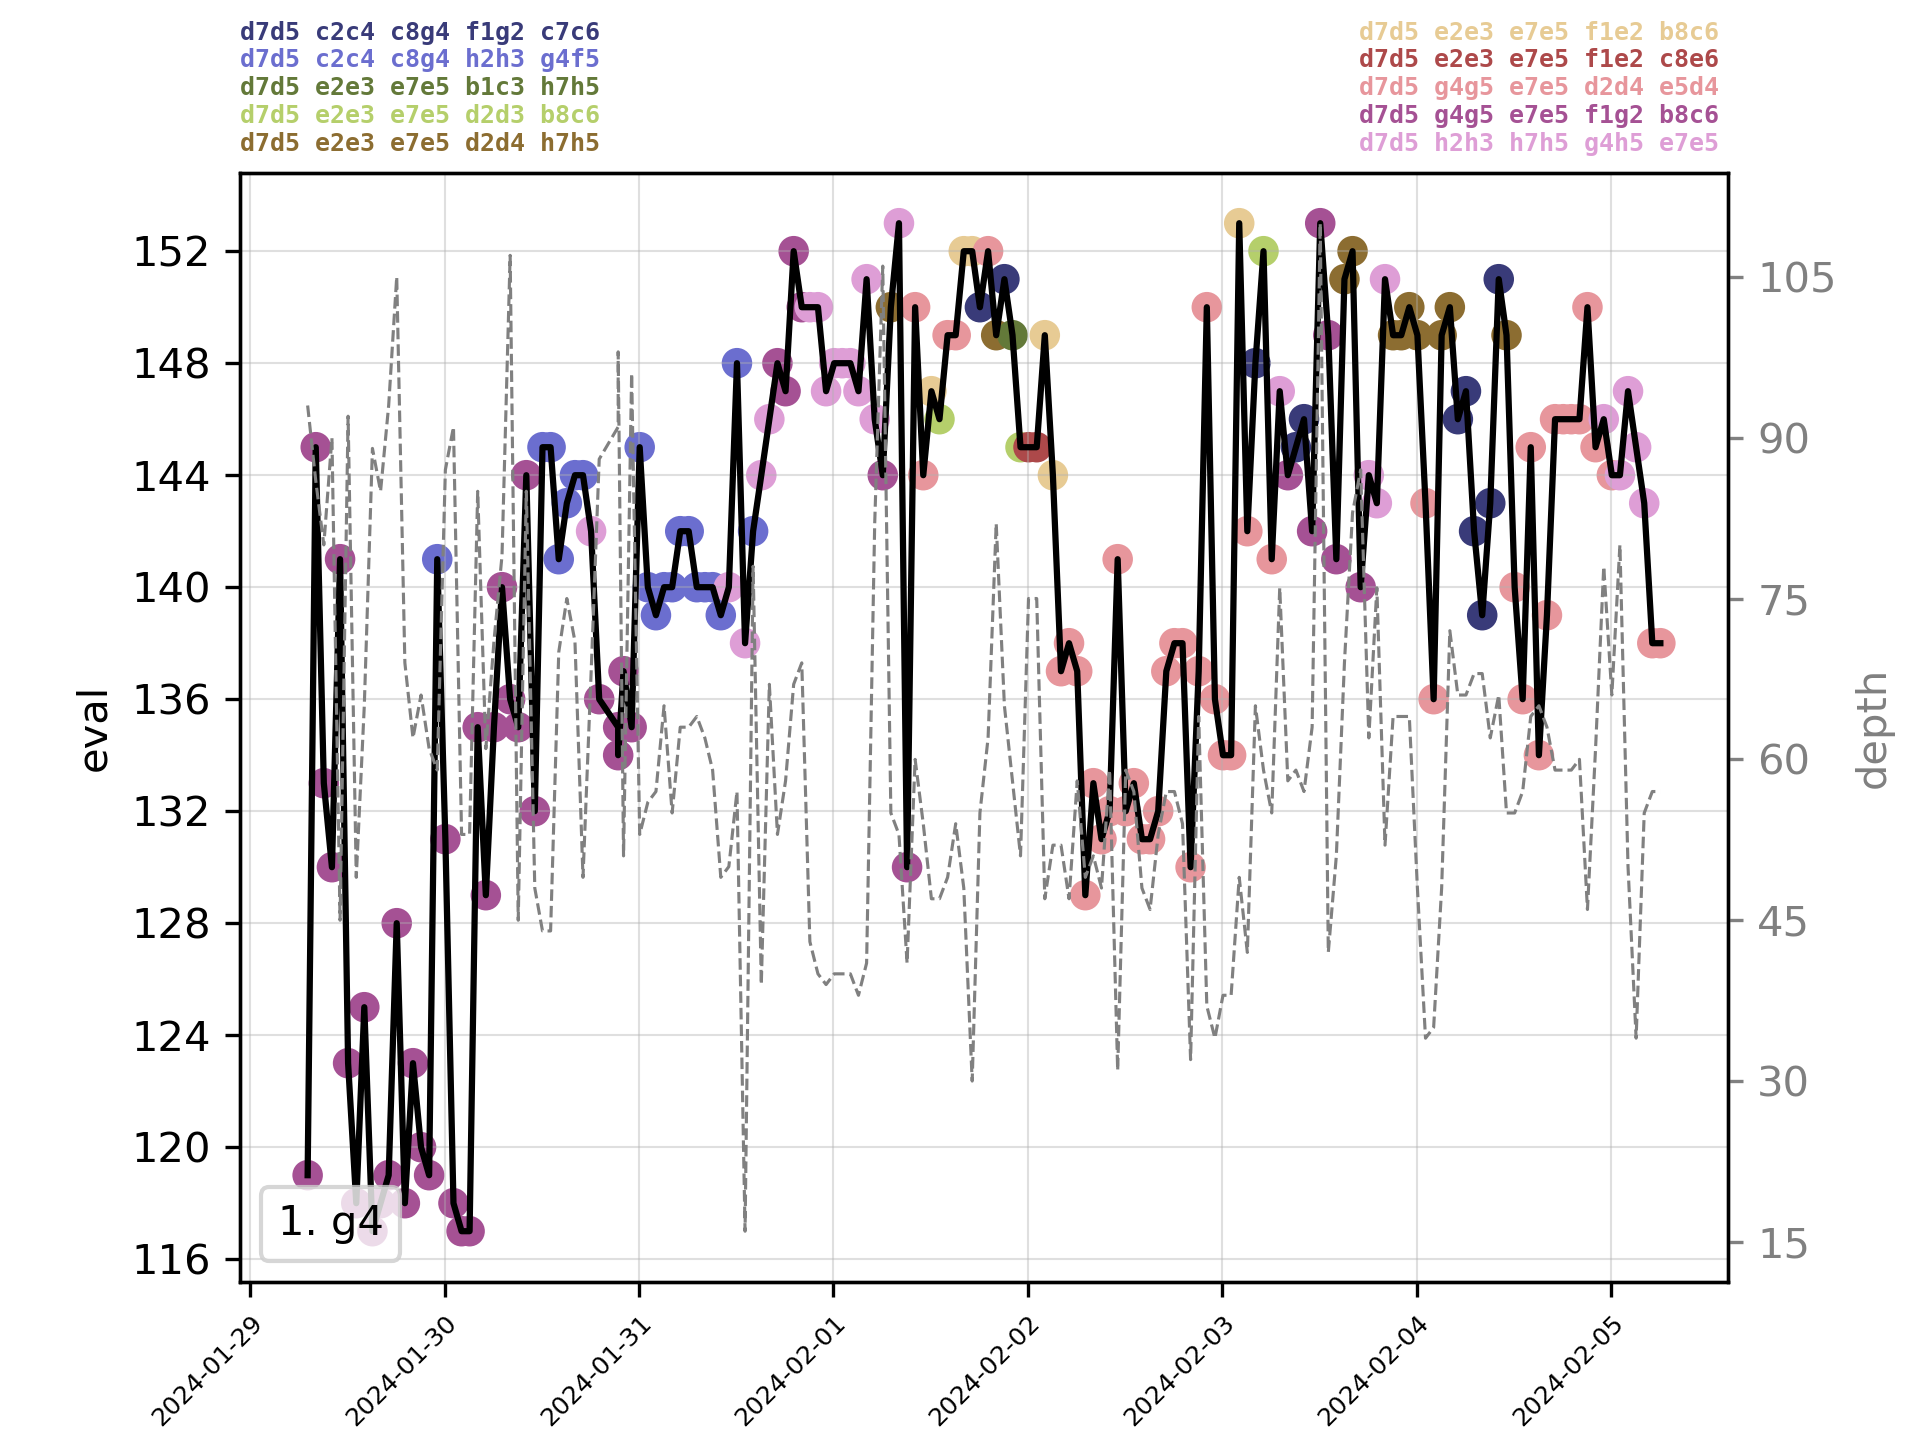 d7d5 c2c4 c8g4 f1g2 c7c6
d7d5 c2c4 c8g4 h2h3 g4f5
d7d5 e2e3 e7e5 b1c3 h7h5
d7d5 e2e3 e7e5 d2d3 b8c6
d7d5 e2e3 e7e5 d2d4 h7h5
d7d5 e2e3 e7e5 f1e2 b8c6
d7d5 e2e3 e7e5 f1e2 c8e6
d7d5 g4g5 e7e5 d2d4 e5d4
d7d5 g4g5 e7e5 f1g2 b8c6
d7d5 h2h3 h7h5 g4h5 e7e5
eval
152
148
144
140
136
132
128
124
120
116
1. g4
105
90
75
60
45
30
15
depth
2024-01-29
2024-01-30
2024-01-31
2024-02-01
2024-02-02
2024-02-03
2024-02-04
2024-02-05